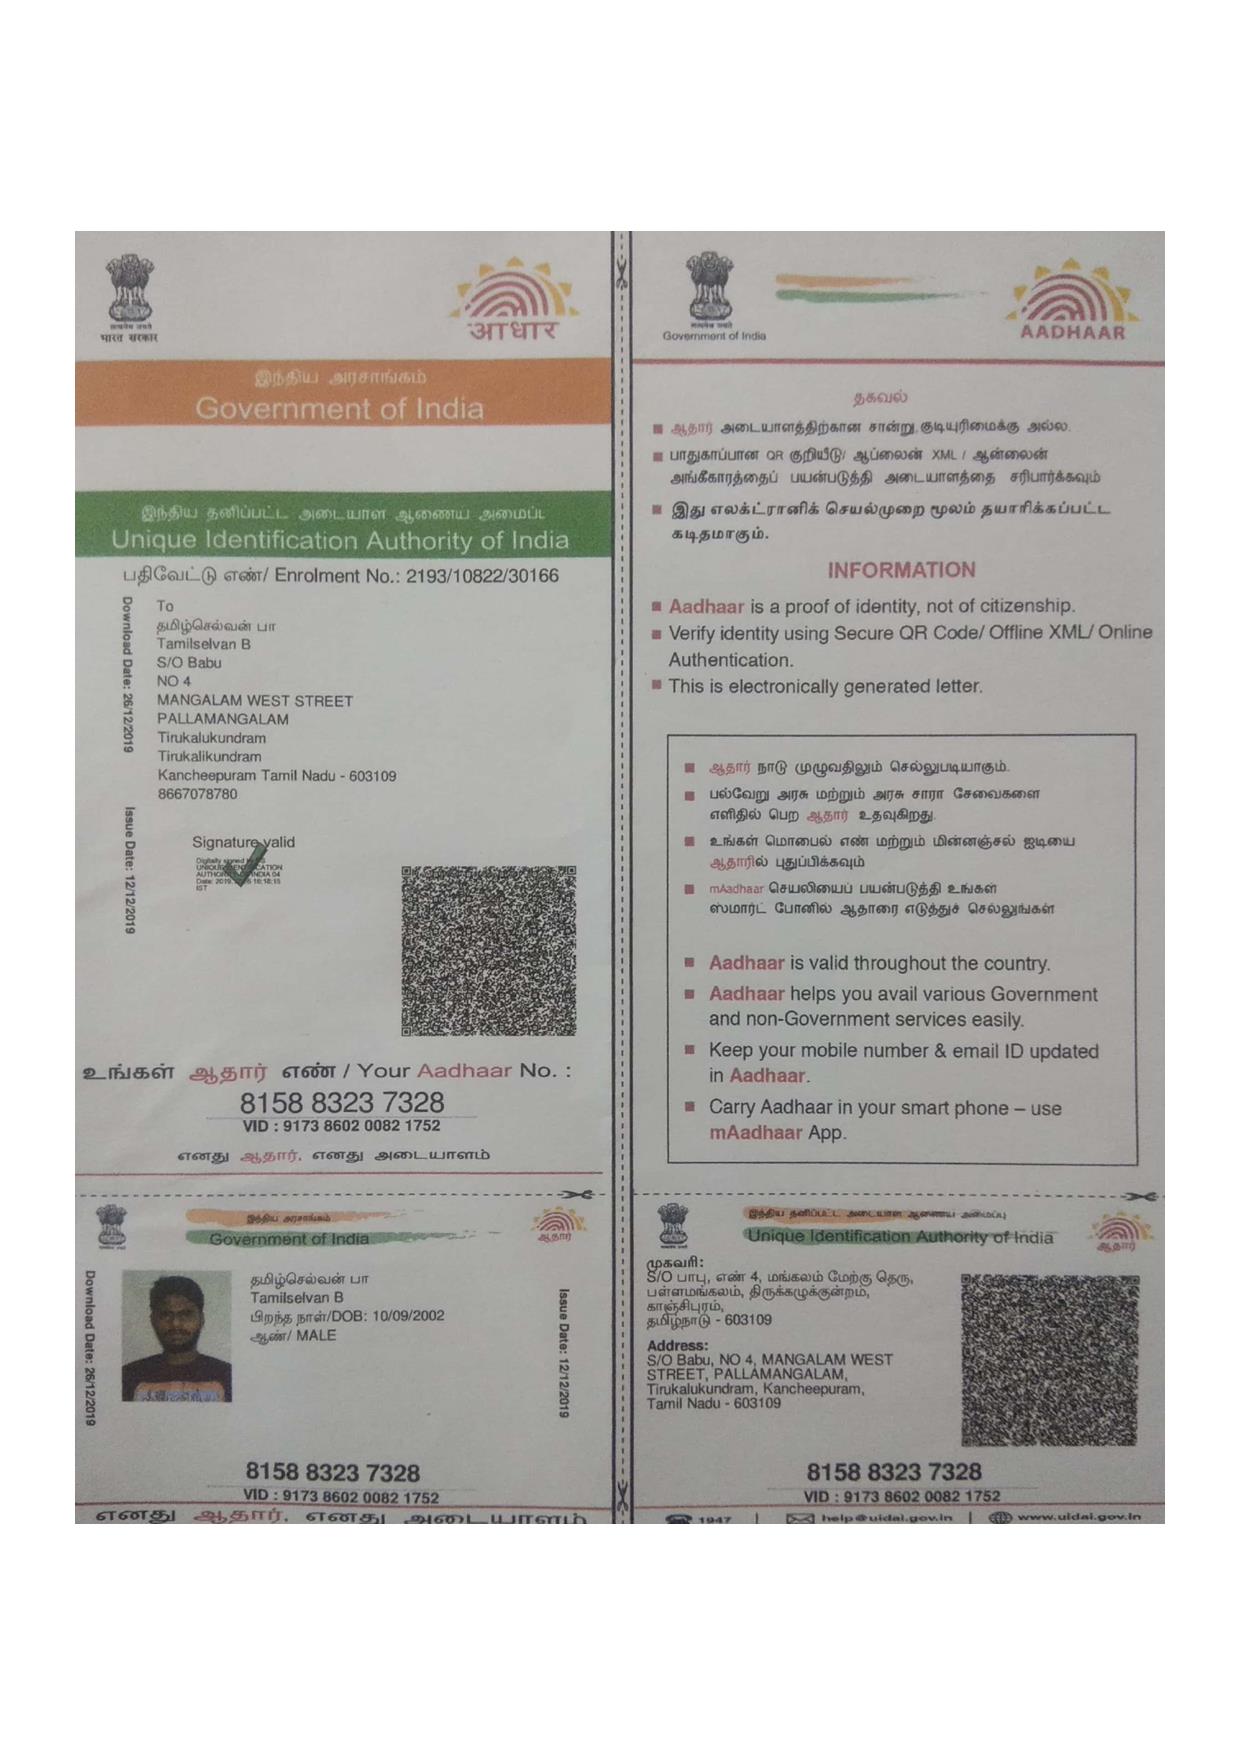 सत्यमेव जयते
भारत सरकार
आधार
இந்திய அரசாங்கம்
Government of India
இந்திய தனிப்பட்ட அடையாள ஆணைய அமைப்பு
Unique Identification Authority of India
பதிவேட்டு எண்/ Enrolment No.: 2193/10822/30166
Download Date: 26/12/2019
Issue Date: 12/12/2019
To
தமிழ்செல்வன் பா
Tamilselvan B
S/O Babu
NO 4
MANGALAM WEST STREET
PALLAMANGALAM
Tirukalukundram
Tirukalikundram
Kancheepuram Tamil Nadu - 603109
8667078780
Signature valid
Digitally signed by
UNIQUE IDENTIFICATION
AUTHORITY OF INDIA 04
Date: 2019 16:18:15
IST
உங்கள் ஆதார் எண் / Your Aadhaar No. :
8158 8323 7328
VID : 9173 8602 0082 1752
எனது ஆதார், எனது அடையாளம்
Government of India
AADHAAR
தகவல்
ஆதார் அடையாளத்திற்கான சான்று, குடியுரிமைக்கு அல்ல.
பாதுகாப்பான QR குறியீடு/ ஆப்லைன் XML / ஆன்லைன்
அங்கீகாரத்தைப் பயன்படுத்தி அடையாளத்தை சரிபார்க்கவும்
இது எலக்ட்ரானிக் செயல்முறை மூலம் தயாரிக்கப்பட்ட
கடிதமாகும்.
INFORMATION
Aadhaar is a proof of identity, not of citizenship.
Verify identity using Secure QR Code/ Offline XML/ Online
Authentication.
This is electronically generated letter.
ஆதார் நாடு முழுவதிலும் செல்லுபடியாகும்.
பல்வேறு அரசு மற்றும் அரசு சாரா சேவைகளை
எளிதில் பெற ஆதார் உதவுகிறது.
உங்கள் மொபைல் எண் மற்றும் மின்னஞ்சல் ஐடியை
ஆதாரில் புதுப்பிக்கவும்
mAadhaar செயலியைப் பயன்படுத்தி உங்கள்
ஸ்மார்ட் போனில் ஆதாரை எடுத்துச் செல்லுங்கள்
Aadhaar is valid throughout the country.
Aadhaar helps you avail various Government
and non-Government services easily.
Keep your mobile number & email ID updated
in Aadhaar.
Carry Aadhaar in your smart phone – use
mAadhaar App.
இந்திய அரசாங்கம்
Government of India
ஆதார்
Download Date: 26/12/2019
தமிழ்செல்வன் பா
Tamilselvan B
பிறந்த நாள்/DOB: 10/09/2002
ஆண்/ MALE
Issue Date: 12/12/2019
8158 8323 7328
VID : 9173 8602 0082 1752
எனது ஆதார், எனது அடையாளம்
இந்திய தனிப்பட்ட அடையாள ஆணைய அமைப்பு
Unique Identification Authority of India
ஆதார்
முகவரி:
S/O பாபு, எண் 4, மங்கலம் மேற்கு தெரு,
பள்ளமங்கலம், திருக்கழுக்குன்றம்,
காஞ்சிபுரம்,
தமிழ்நாடு - 603109
Address:
S/O Babu, NO 4, MANGALAM WEST
STREET, PALLAMANGALAM,
Tirukalukundram, Kancheepuram,
Tamil Nadu - 603109
8158 8323 7328
VID : 9173 8602 0082 1752
1947 | help@uidai.gov.in | www.uidai.gov.in